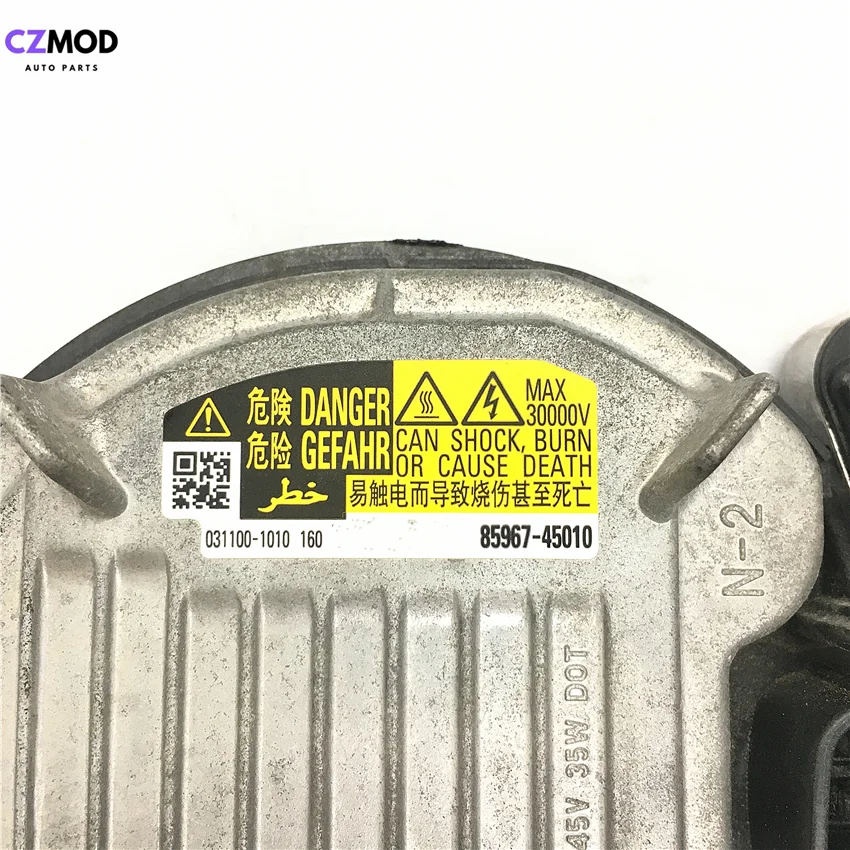 CZMOD
AUTO PARTS
危険 DANGER
危险 GEFAHR
خطر
MAX
30000V
CAN SHOCK, BURN
OR CAUSE DEATH
易触电而导致烧伤甚至死亡
031100-1010 160
85967-45010
N-2
45V 35W DOT